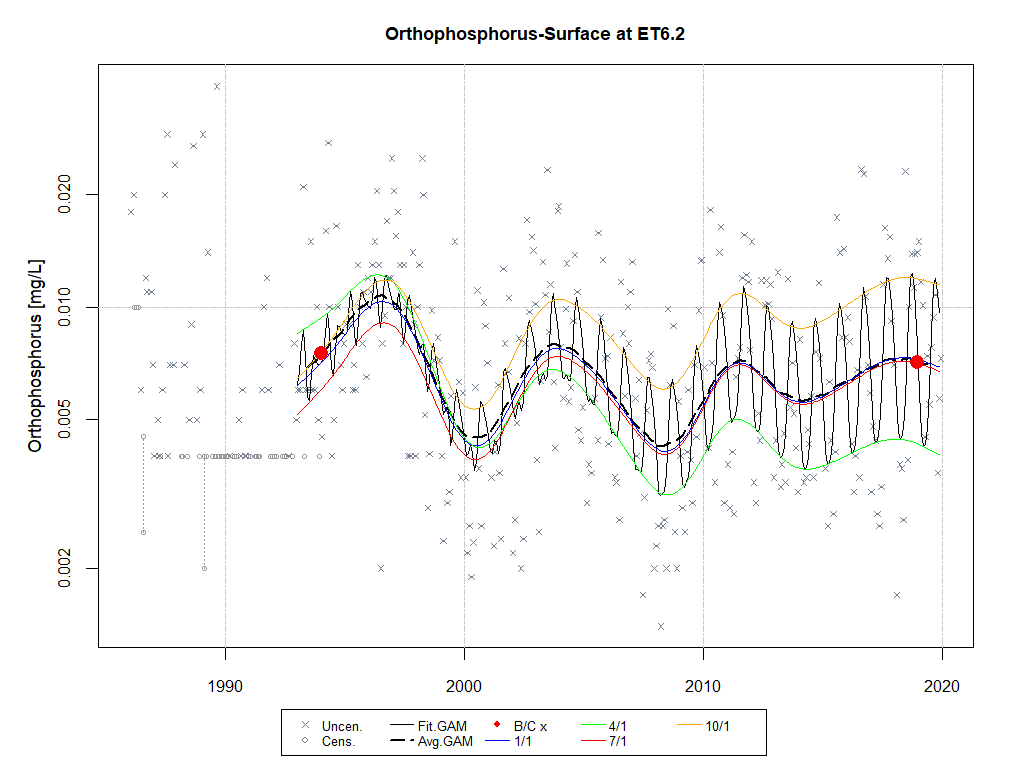 Orthophosphorus-Surface at ET6.2
Orthophosphorus [mg/L]
0.020
0.010
0.005
0.002
1990 2000 2010 2020
Uncen. Fit.GAM B/C x 4/1 10/1
Cens. Avg.GAM 1/1 7/1